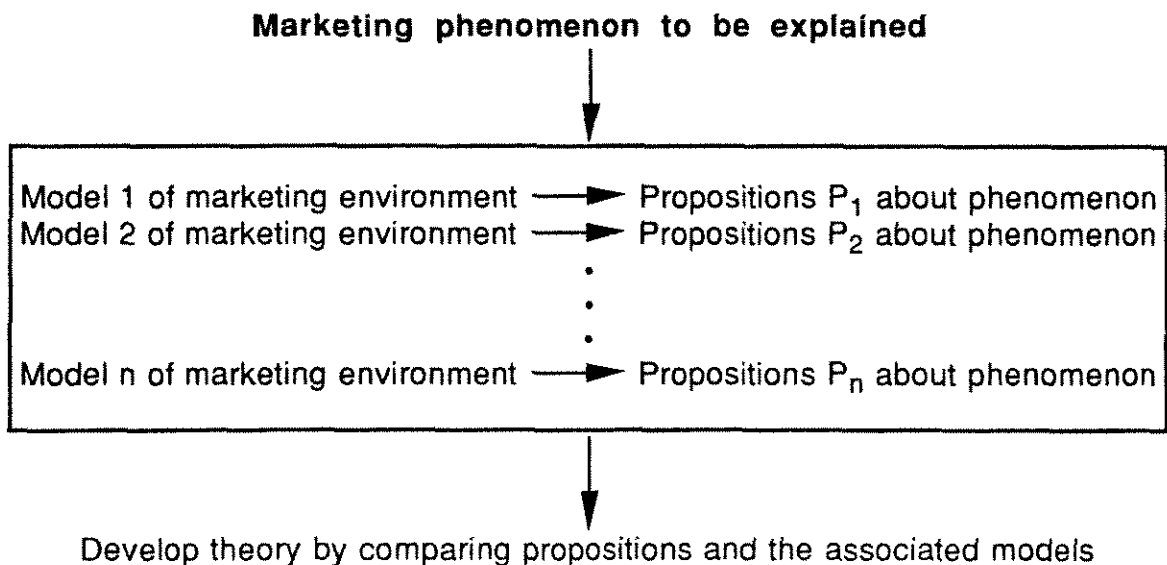 Marketing phenomenon to be explained
Model 1 of marketing environment Propositions P₁ about phenomenon
Model 2 of marketing environment Propositions P₂ about phenomenon
Model n of marketing environment Propositions Pₙ about phenomenon
Develop theory by comparing propositions and the associated models